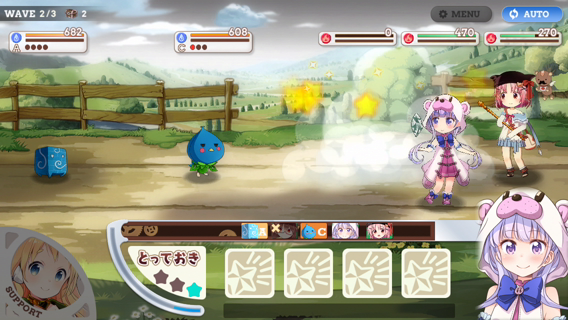 WAVE 2/3 2
MENU
AUTO
682
A
608
C
0
470
270
A
C
とっておき
SUPPORT